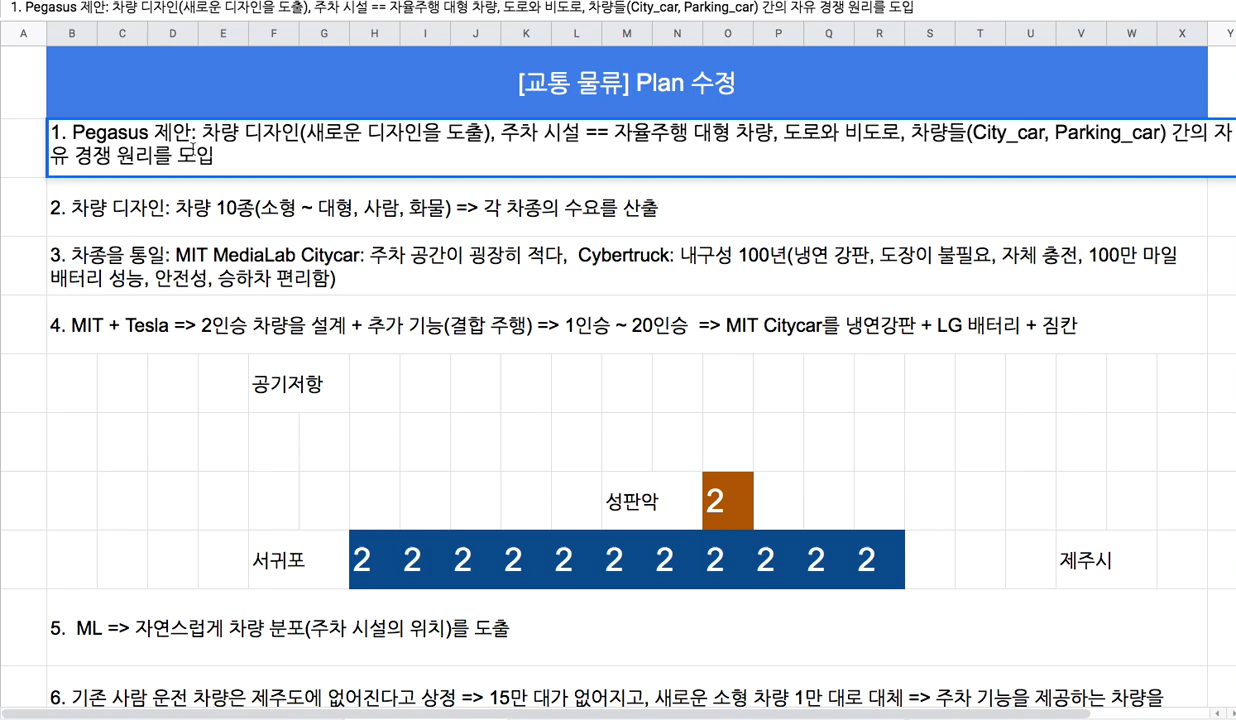 1. Pegasus 제안: 차량 디자인(새로운 디자인을 도출), 주차 시설 == 자율주행 대형 차량, 도로와 비도로, 차량들(City_car, Parking_car) 간의 자유 경쟁 원리를 도입
A B C D E F G H I J K L M N O P Q R S T U V W X Y
[교통 물류] Plan 수정
1. Pegasus 제안: 차량 디자인(새로운 디자인을 도출), 주차 시설 == 자율주행 대형 차량, 도로와 비도로, 차량들(City_car, Parking_car) 간의 자
유 경쟁 원리를 도입
2. 차량 디자인: 차량 10종(소형 ~ 대형, 사람, 화물) => 각 차종의 수요를 산출
3. 차종을 통일: MIT MediaLab Citycar: 주차 공간이 굉장히 적다, Cybertruck: 내구성 100년(냉연 강판, 도장이 불필요, 자체 충전, 100만 마일
배터리 성능, 안전성, 승하차 편리함)
4. MIT + Tesla => 2인승 차량을 설계 + 추가 기능(결합 주행) => 1인승 ~ 20인승 => MIT Citycar를 냉연강판 + LG 배터리 + 짐칸
공기저항
성판악 2
서귀포 2 2 2 2 2 2 2 2 2 2 2 제주시
5. ML => 자연스럽게 차량 분포(주차 시설의 위치)를 도출
6. 기존 사람 운전 차량은 제주도에 없어진다고 상정 => 15만 대가 없어지고, 새로운 소형 차량 1만 대로 대체 => 주차 기능을 제공하는 차량을